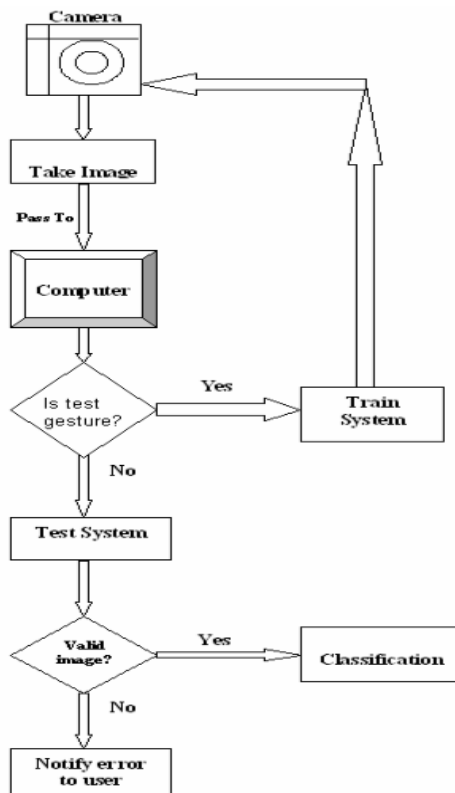 Camera
Take Image
Pass To
Computer
Is test
gesture?
Yes
Train
System
No
Test System
Valid
image?
Yes
Classification
No
Notify error
to user